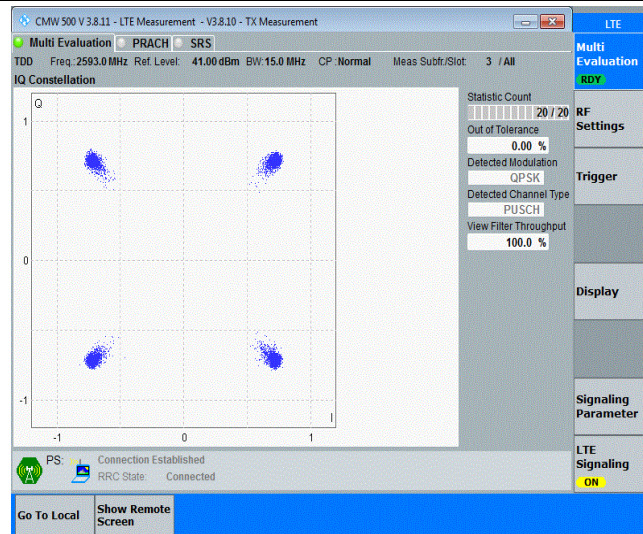 CMW 500 V 3.8.11 - LTE Measurement - V3.8.10 - TX Measurement
LTE
Multi Evaluation PRACH SRS
TDD Freq.:2593.0 MHz Ref. Level: 41.00 dBm BW:15.0 MHz CP :Normal Meas Subfr./Slot: 3 / All
IQ Constellation
Q
1
0
-1
-1
0
1
I
Statistic Count
20 / 20
Out of Tolerance
0.00 %
Detected Modulation
QPSK
Detected Channel Type
PUSCH
View Filter Throughput
100.0 %
Multi
Evaluation
RDY
RF
Settings
Trigger
Display
Signaling
Parameter
LTE
Signaling
ON
PS: Connection Established
RRC State: Connected
Go To Local
Show Remote
Screen